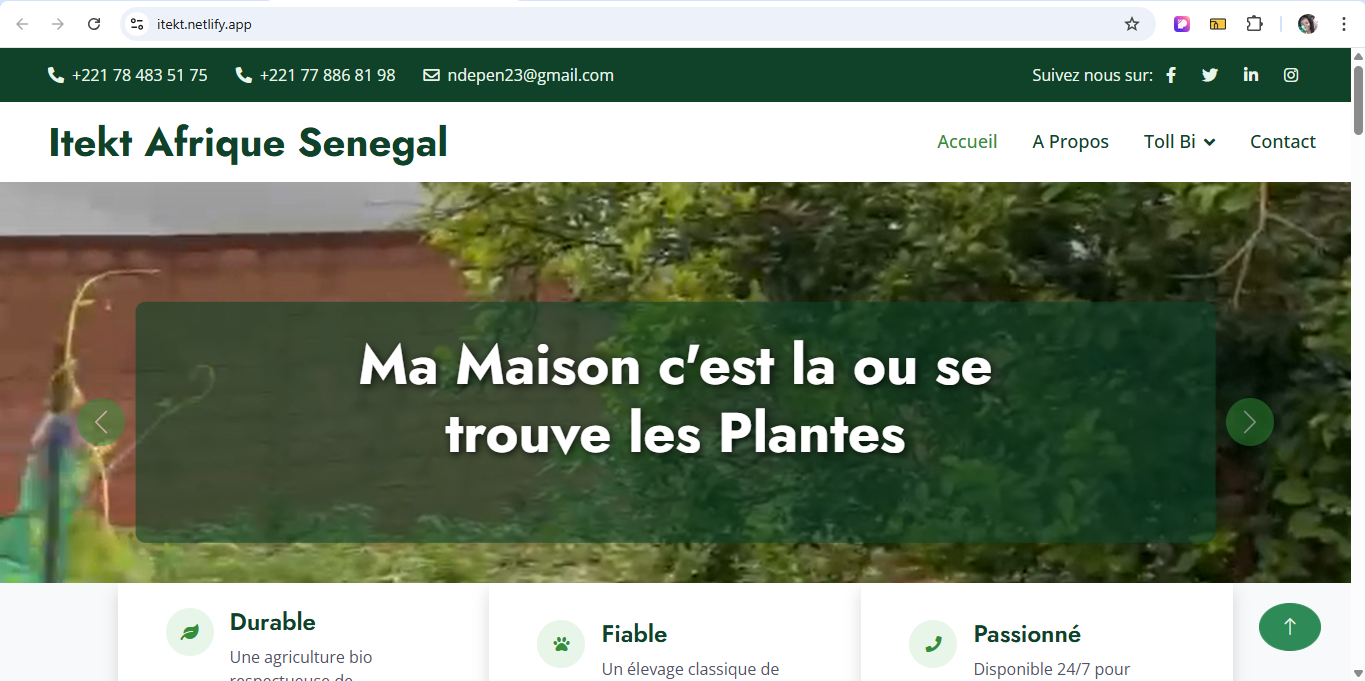 itekt.netlify.app
+221 78 483 51 75
+221 77 886 81 98
ndepen23@gmail.com
Suivez nous sur:
Itekt Afrique Senegal
Accueil
A Propos
Toll Bi
Contact
Ma Maison c'est la ou se
trouve les Plantes
Durable
Une agriculture bio
respectueuse de
Fiable
Un élevage classique de
Passionné
Disponible 24/7 pour